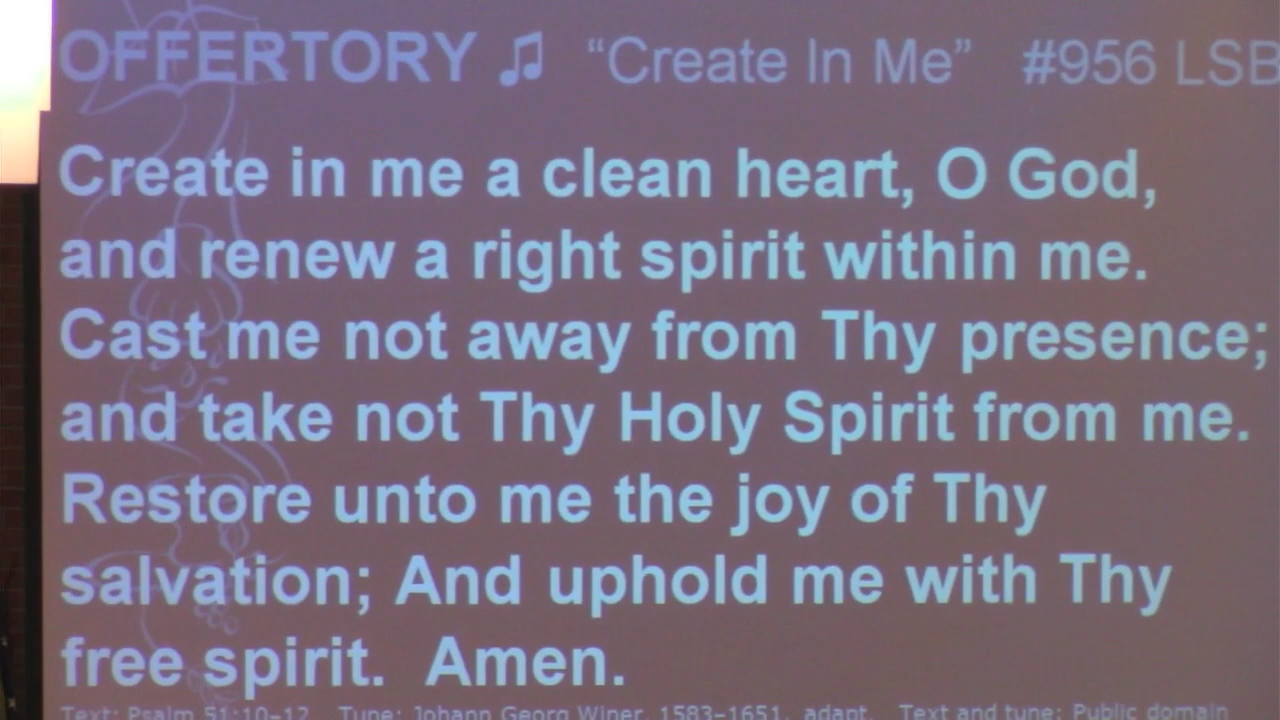 OFFERTORY ♫ “Create In Me” #956 LSB
Create in me a clean heart, O God,
and renew a right spirit within me.
Cast me not away from Thy presence;
and take not Thy Holy Spirit from me.
Restore unto me the joy of Thy
salvation; And uphold me with Thy
free spirit. Amen.
Text: Psalm 51:10–12 Tune: Johann Georg Winer, 1583–1651, adapt. Text and tune: Public domain